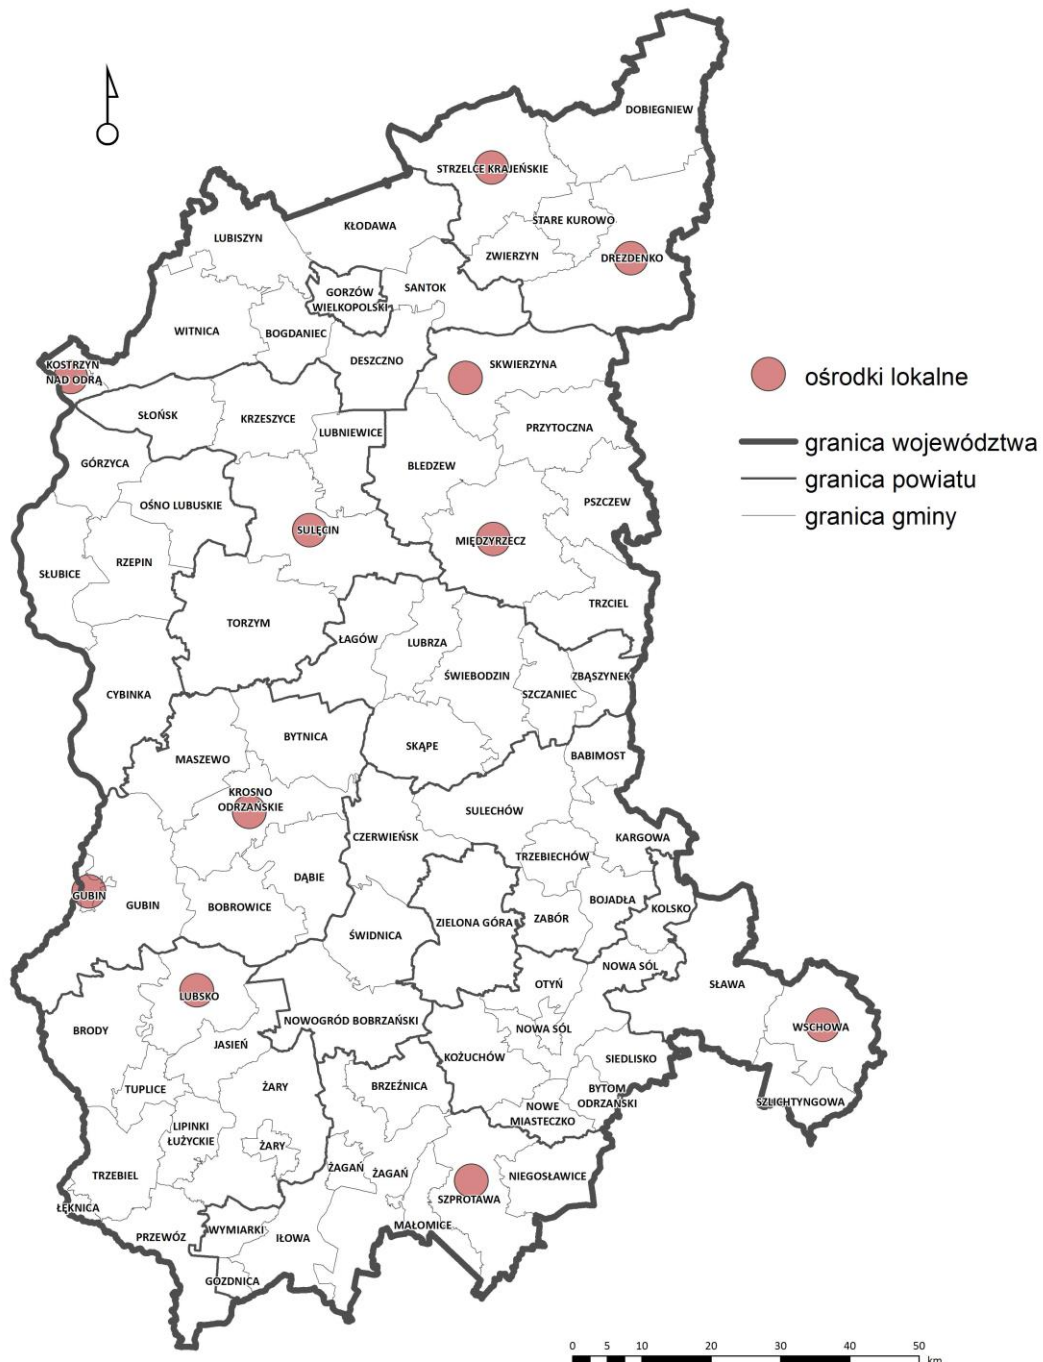 DOBIEGNIEW
STRZELCE KRAJEŃSKIE
STARE KUROWO
KŁODAWA
LUBISZYN
ZWIERZYN
DREZDENKO
SANTOK
GORZÓW
WIELKOPOLSKI
WITNICA
BOGDANIEC
DESZCZNO
SKWIERZYNA
KOSTRZYN
NAD ODRĄ
ośrodki lokalne
SŁOŃSK
KRZESZYCE
LUBNIEWICE
PRZYTOCZNA
granica województwa
GÓRZYCA
BLEDZEW
granica powiatu
OŚNO LUBUSKIE
PSZCZEW
granica gminy
SULĘCIN
MIĘDZYRZECZ
SŁUBICE
RZEPIN
TRZCIEL
TORZYM
ŁAGÓW
LUBRZA
ŚWIEBODZIN
ZBĄSZYNEK
CYBINKA
SZCZANIEC
BYTNICA
SKĄPE
MASZEWO
BABIMOST
KROSNO
ODRZAŃSKIE
SULECHÓW
CZERWIEŃSK
KARGOWA
TRZEBIECHÓW
DĄBIE
GUBIN
GUBIN
BOBROWICE
BOJADŁA
KOLSKO
ZABÓR
ZIELONA GÓRA
ŚWIDNICA
NOWA SÓL
OTYŃ
SŁAWA
LUBSKO
NOWOGRÓD BOBRZAŃSKI
NOWA SÓL
WSCHOWA
BRODY
JASIEŃ
KOŻUCHÓW
SIEDLISKO
TUPLICE
ŻARY
BRZEŹNICA
BYTOM
ODRZAŃSKI
NOWE
MIASTECZKO
SZLICHTYNGOWA
LIPINKI
ŁUŻYCKIE
ŻARY
TRZEBIEL
ŻAGAŃ
ŻAGAŃ
NIEGOSŁAWICE
SZPROTAWA
ŁĘKNICA
MAŁOMICE
PRZEWÓZ
WYMIARKI
IŁOWA
GOZDNICA
0 5 10 20 30 40 50
km